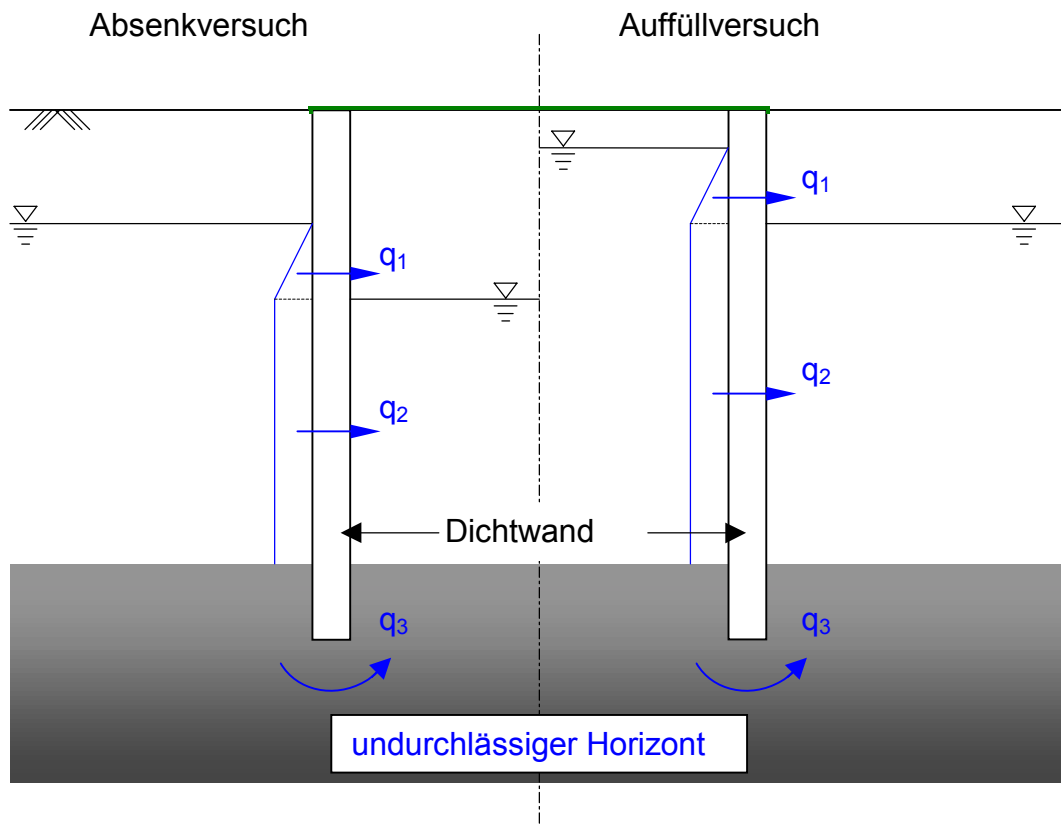 Absenkversuch
Auffüllversuch
q1
q1
q2
q2
Dichtwand
q3
q3
undurchlässiger Horizont